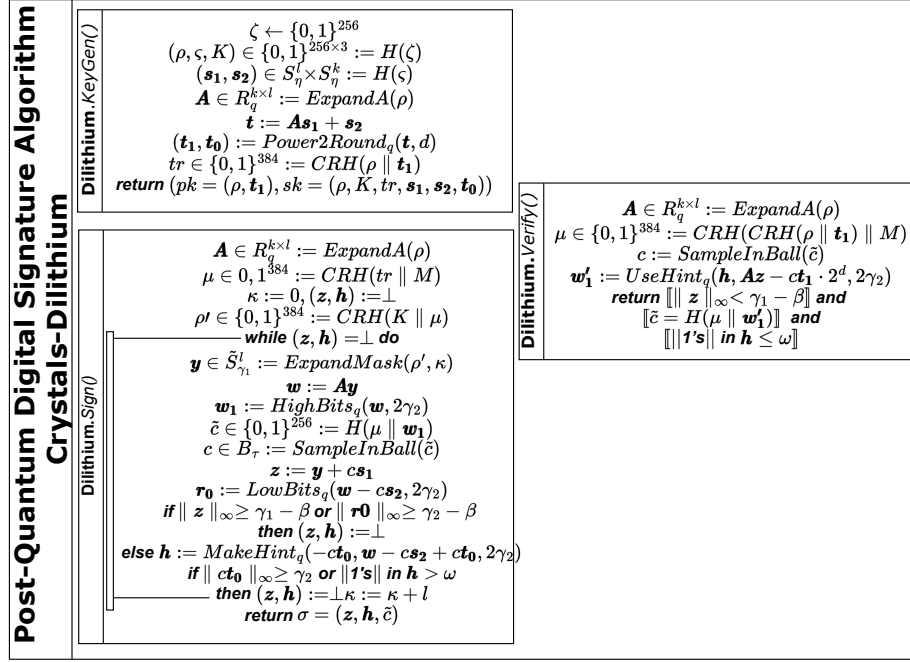 Post-Quantum Digital Signature Algorithm
Crystals-Dilithium
Dilithium.KeyGen()
ζ ← {0, 1}^256
(ρ, ς, K) ∈ {0, 1}^{256×3} := H(ζ)
(s₁, s₂) ∈ S_η^l × S_η^k := H(ς)
A ∈ R_q^{k×l} := ExpandA(ρ)
t := As₁ + s₂
(t₁, t₀) := Power2Round_q(t, d)
tr ∈ {0, 1}^384 := CRH(ρ ∥ t₁)
return (pk = (ρ, t₁), sk = (ρ, K, tr, s₁, s₂, t₀))
Dilithium.Sign()
A ∈ R_q^{k×l} := ExpandA(ρ)
μ ∈ 0, 1^384 := CRH(tr ∥ M)
κ := 0, (z, h) :=⊥
ρ′ ∈ {0, 1}^384 := CRH(K ∥ μ)
while (z, h) =⊥ do
y ∈ S̃_{γ₁}^l := ExpandMask(ρ′, κ)
w := Ay
w₁ := HighBits_q(w, 2γ₂)
c̃ ∈ {0, 1}^256 := H(μ ∥ w₁)
c ∈ B_τ := SampleInBall(c̃)
z := y + cs₁
r₀ := LowBits_q(w − cs₂, 2γ₂)
if ∥ z ∥_∞≥ γ₁ − β or ∥ r0 ∥_∞≥ γ₂ − β
then (z, h) :=⊥
else h := MakeHint_q(−ct₀, w − cs₂ + ct₀, 2γ₂)
if ∥ ct₀ ∥_∞≥ γ₂ or ||1's|| in h > ω
then (z, h) :=⊥κ := κ + l
return σ = (z, h, c̃)
Dilithium.Verify()
A ∈ R_q^{k×l} := ExpandA(ρ)
μ ∈ {0, 1}^384 := CRH(CRH(ρ ∥ t₁) ∥ M)
c := SampleInBall(c̃)
w′₁ := UseHint_q(h, Az − ct₁ · 2^d, 2γ₂)
return ⟦∥ z ∥_∞< γ₁ − β⟧ and
⟦c̃ = H(μ ∥ w′₁)⟧ and
⟦||1's|| in h ≤ ω⟧